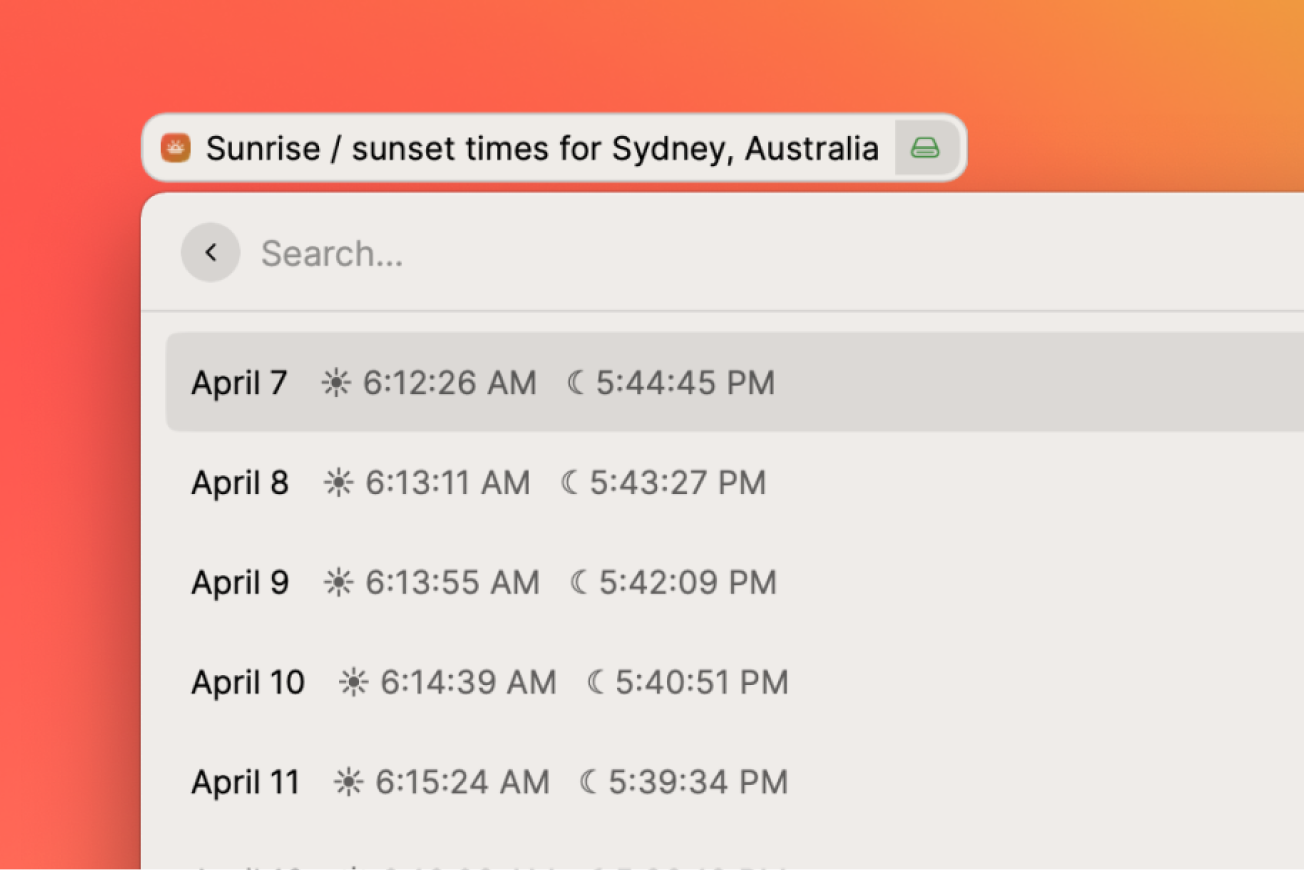 Sunrise / sunset times for Sydney, Australia
Search...
April 7 ☀ 6:12:26 AM ☾ 5:44:45 PM
April 8 ☀ 6:13:11 AM ☾ 5:43:27 PM
April 9 ☀ 6:13:55 AM ☾ 5:42:09 PM
April 10 ☀ 6:14:39 AM ☾ 5:40:51 PM
April 11 ☀ 6:15:24 AM ☾ 5:39:34 PM